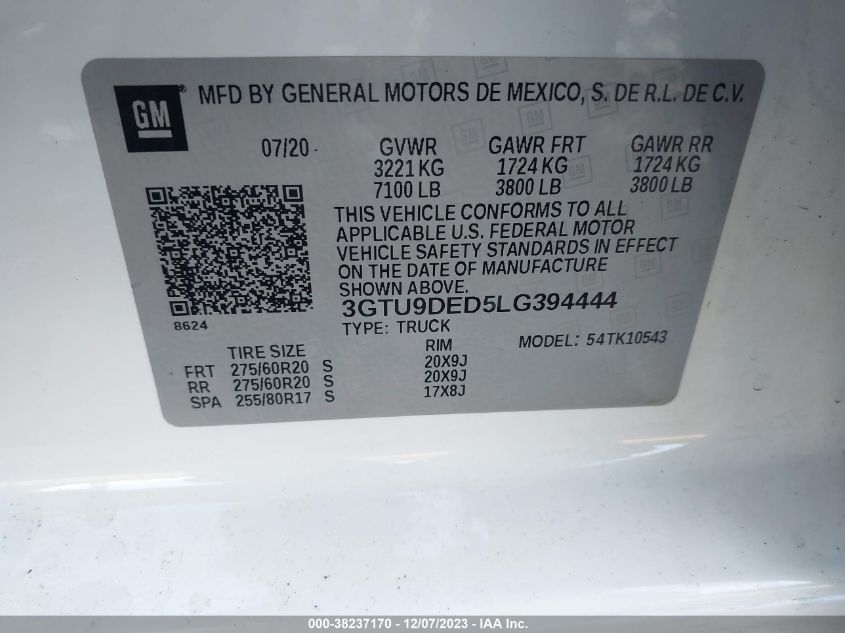 GM ® MFD BY GENERAL MOTORS DE MEXICO, S. DE R.L. DE C.V.
07/20 GVWR GAWR FRT GAWR RR
3221 KG 1724 KG 1724 KG
7100 LB 3800 LB 3800 LB
THIS VEHICLE CONFORMS TO ALL
APPLICABLE U.S. FEDERAL MOTOR
VEHICLE SAFETY STANDARDS IN EFFECT
ON THE DATE OF MANUFACTURE
SHOWN ABOVE.
3GTU9DED5LG394444
8624 TYPE: TRUCK MODEL: 54TK10543
TIRE SIZE RIM
FRT 275/60R20 S 20X9J
RR 275/60R20 S 20X9J
SPA 255/80R17 S 17X8J
000-38237170 - 12/07/2023 - IAA Inc.